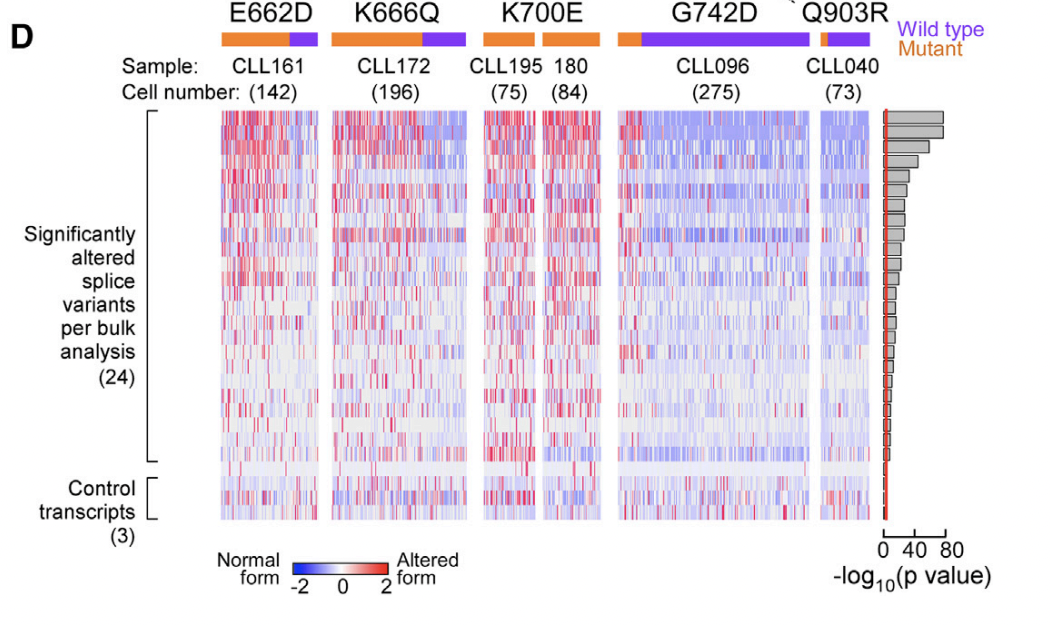 D
E662D K666Q K700E G742D Q903R
Wild type
Mutant
Sample: CLL161 CLL172 CLL195 180 CLL096 CLL040
Cell number: (142) (196) (75) (84) (275) (73)
Significantly
altered
splice
variants
per bulk
analysis
(24)
Control
transcripts
(3)
Normal
form
-2 0 2
Altered
form
0 40 80
-log10(p value)